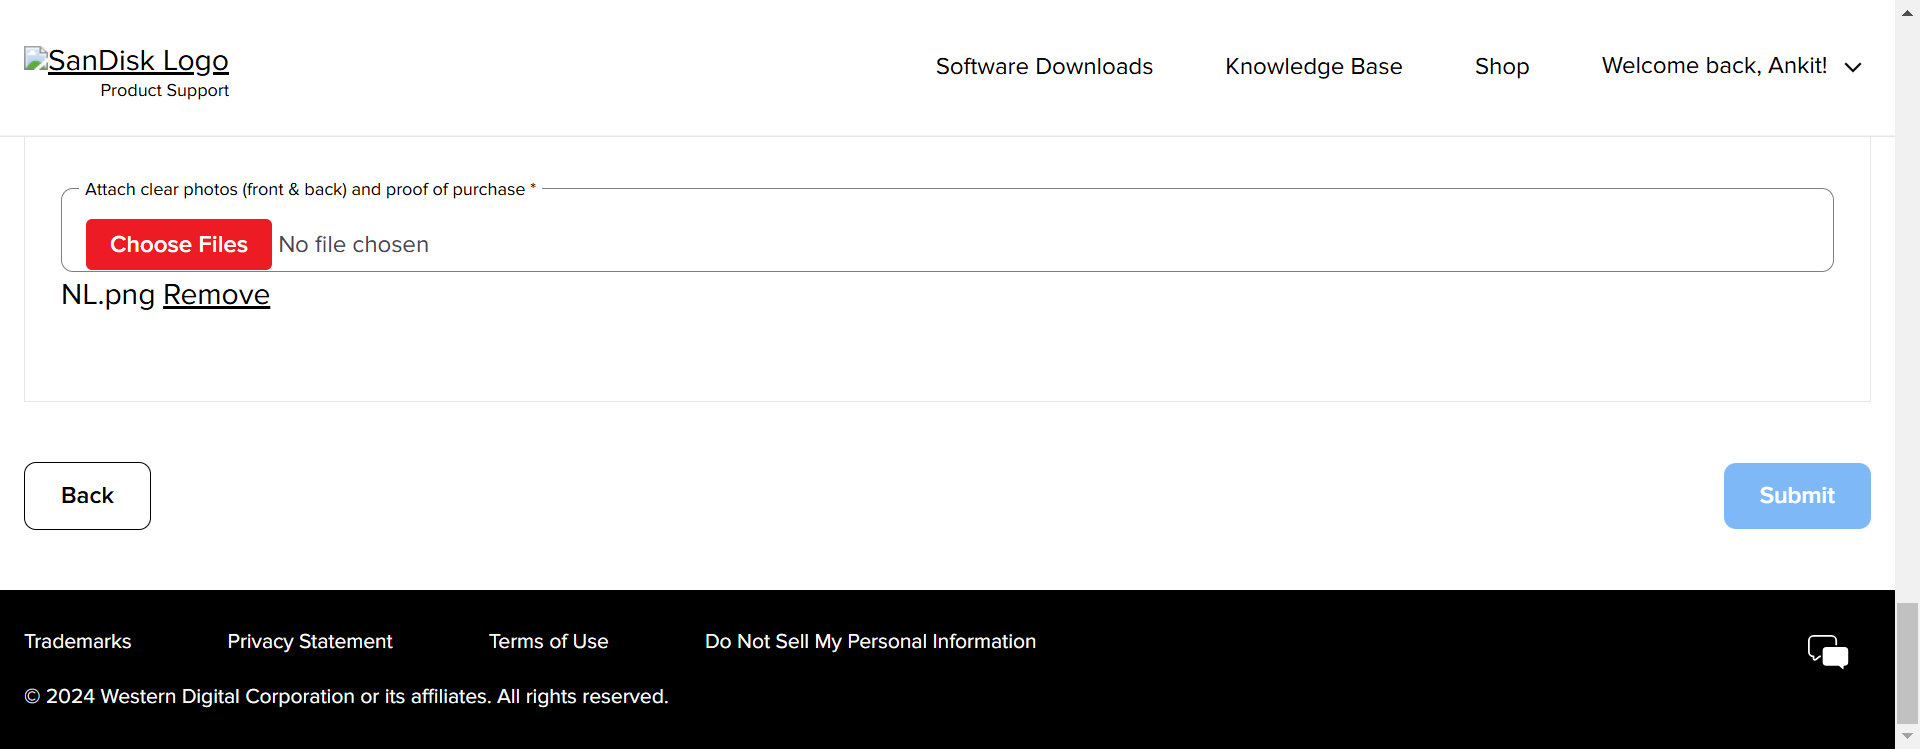 SanDisk Logo
Product Support
Software Downloads
Knowledge Base
Shop
Welcome back, Ankit!
Attach clear photos (front & back) and proof of purchase *
Choose Files No file chosen
NL.png Remove
Back
Submit
Trademarks
Privacy Statement
Terms of Use
Do Not Sell My Personal Information
© 2024 Western Digital Corporation or its affiliates. All rights reserved.